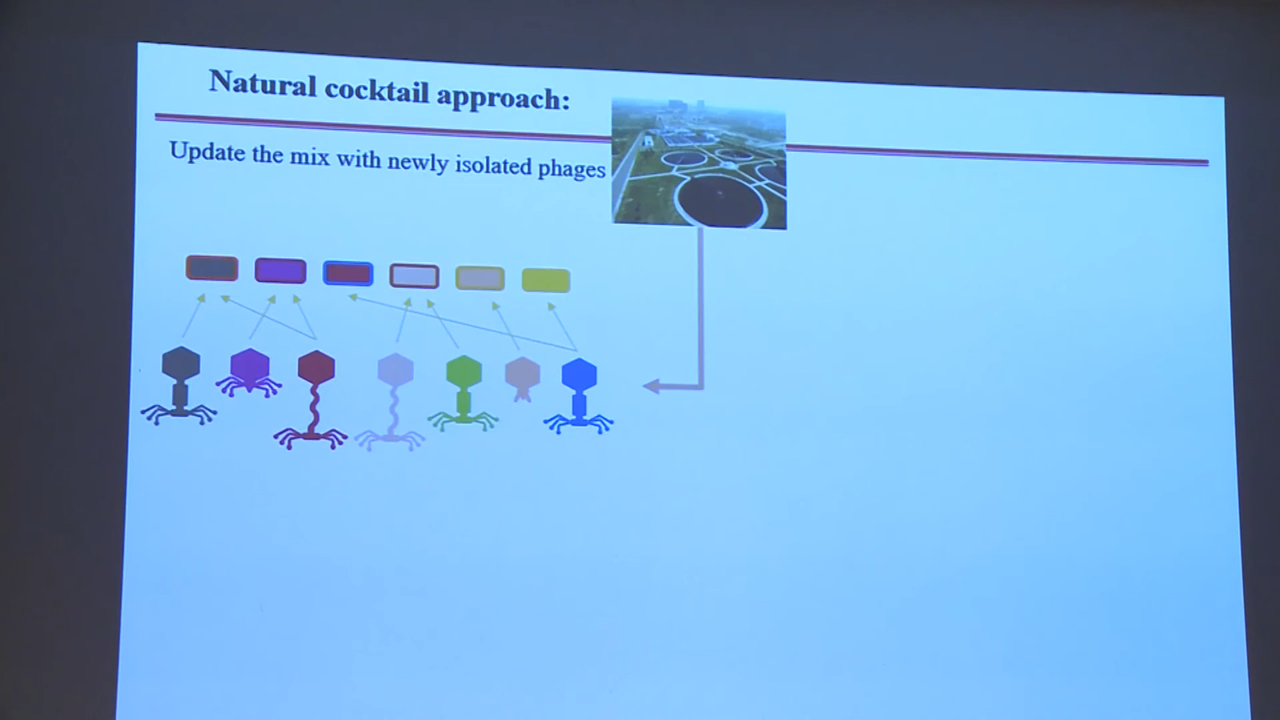 Natural cocktail approach:
Update the mix with newly isolated phages